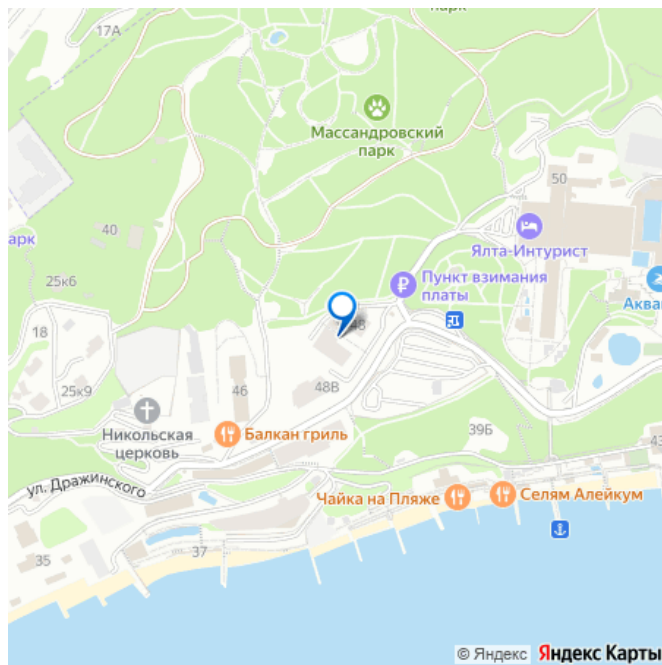 парк
17А
Массандровский
парк
50
40
Ялта-Интурист
арк
25к6
Пункт взимания
платы
Аква
18
48
25к9
46
48В
Никольская
церковь
Балкан гриль
39Б
43
ул. Дражинского
Чайка на Пляже
Селям Алейкум
35
37
© Яндекс Яндекс Карты